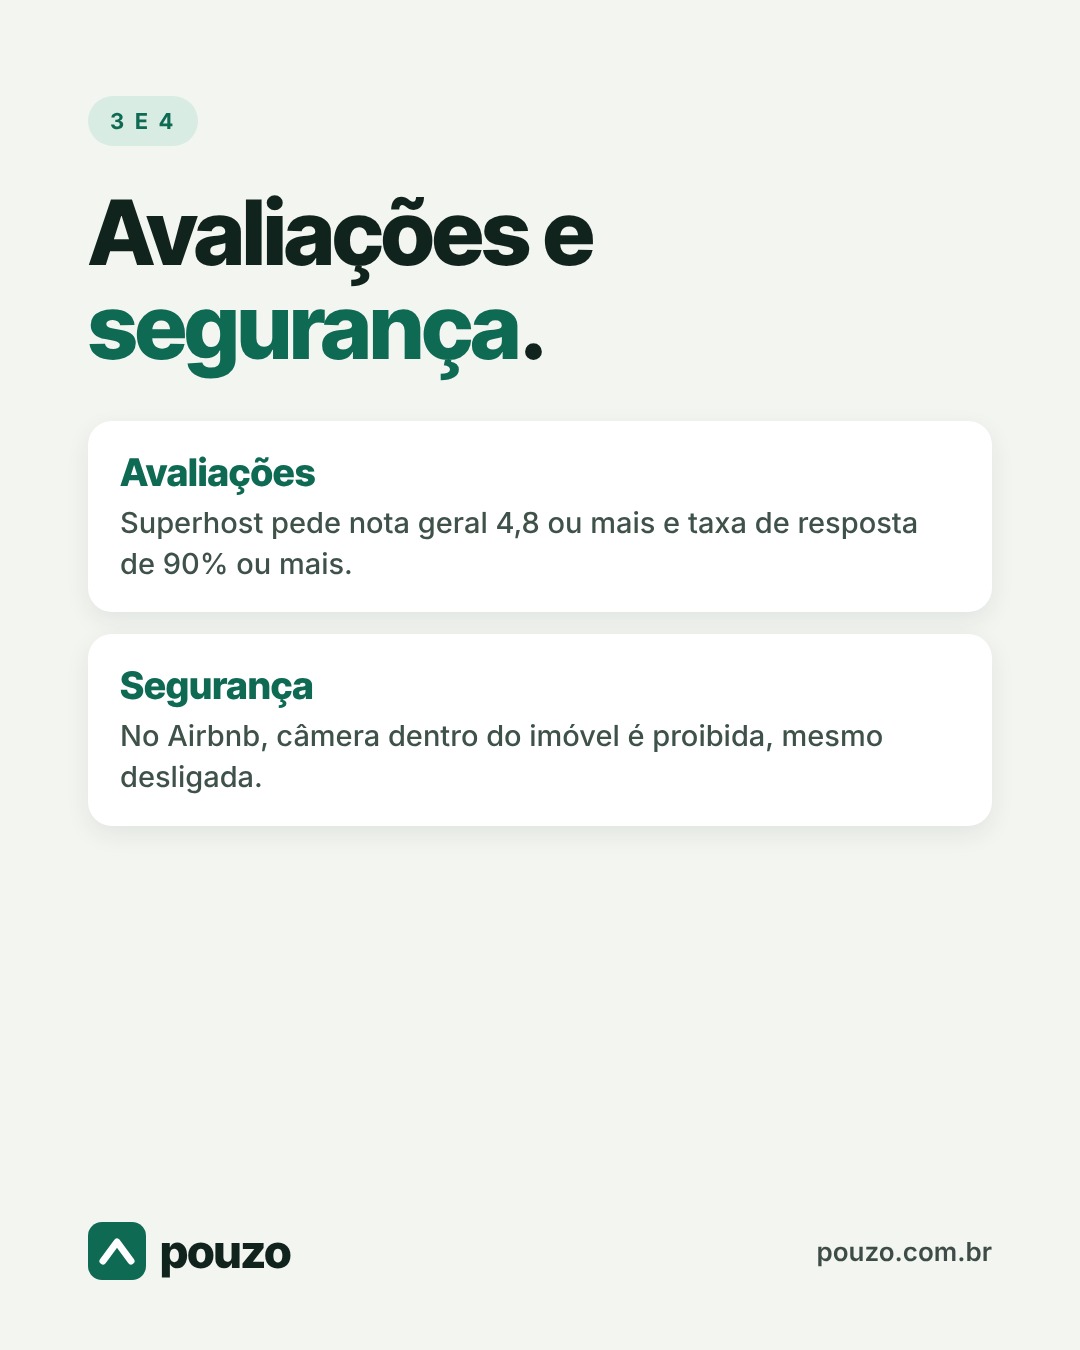 3 E 4
Avaliações e
segurança.
Avaliações
Superhost pede nota geral 4,8 ou mais e taxa de resposta
de 90% ou mais.
Segurança
No Airbnb, câmera dentro do imóvel é proibida, mesmo
desligada.
pouzo
pouzo.com.br